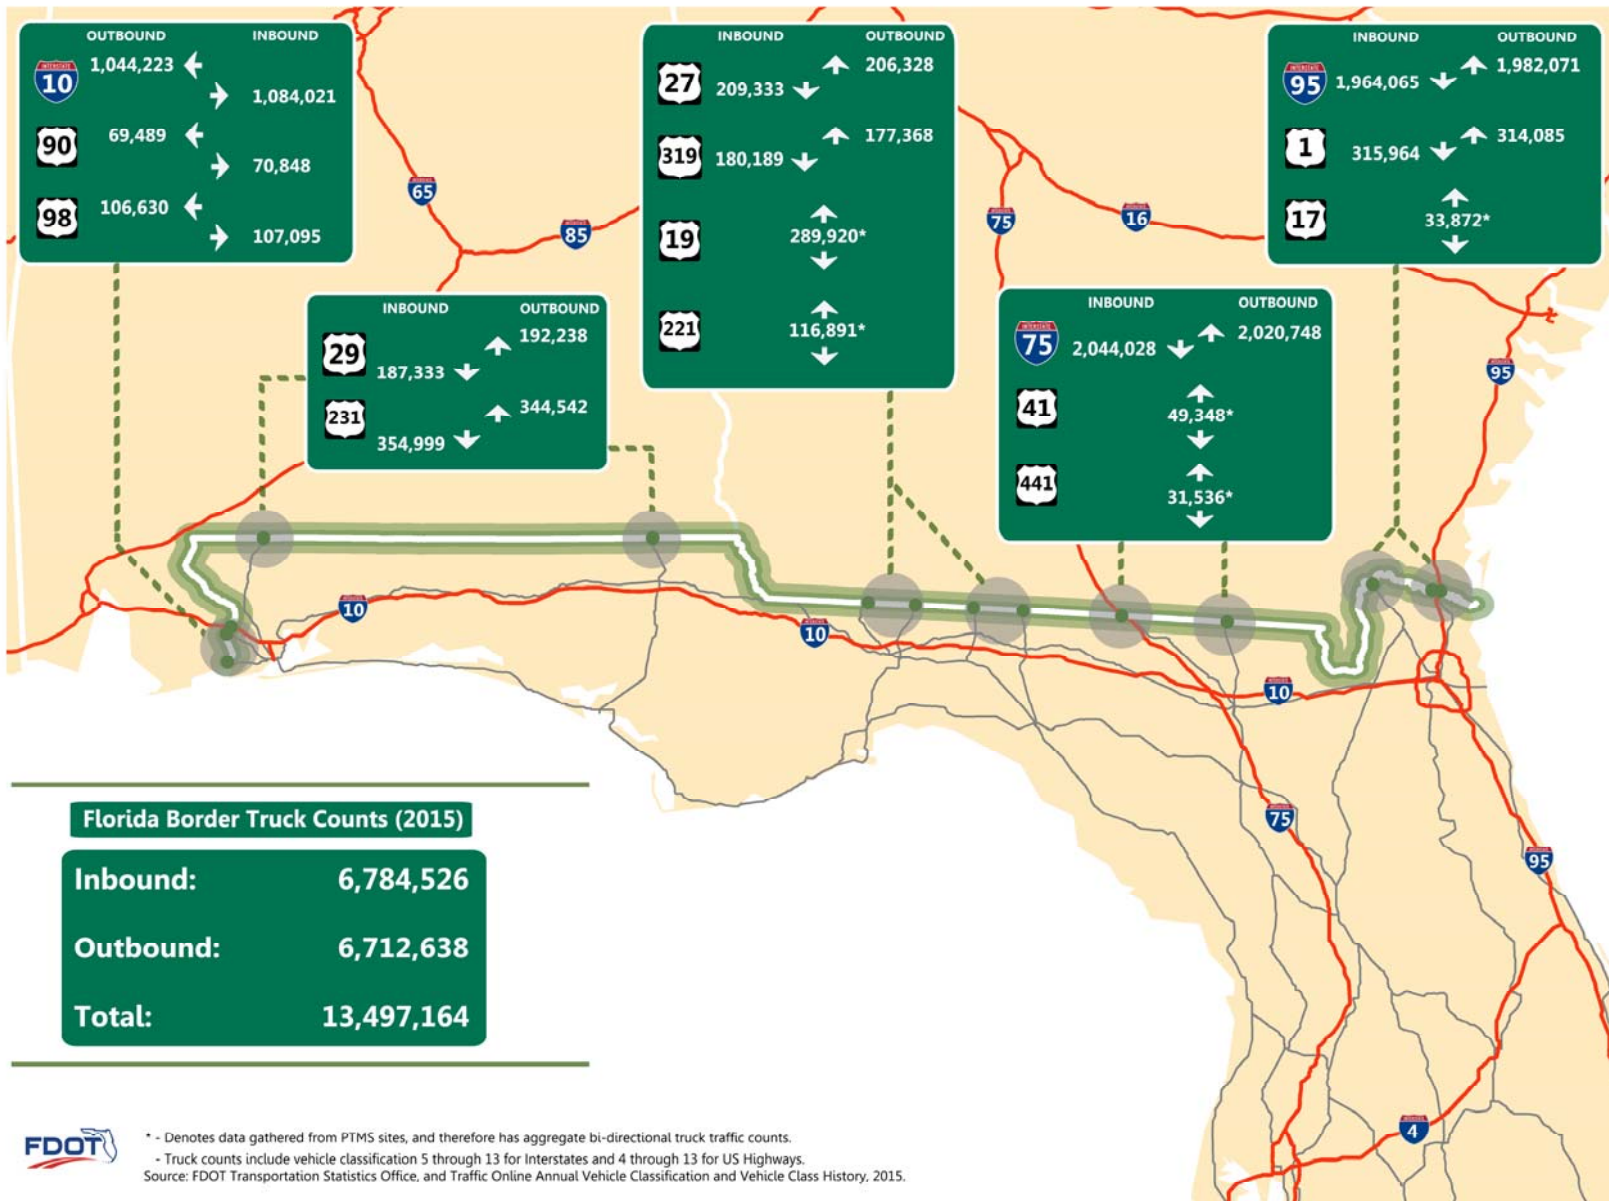 OUTBOUND INBOUND
INTERSTATE
10 1,044,223
1,084,021
90 69,489
70,848
98 106,630
107,095
INBOUND OUTBOUND
29 192,238
187,333
231 344,542
354,999
INBOUND OUTBOUND
27 206,328
209,333
319 177,368
180,189
19 289,920*
221 116,891*
INBOUND OUTBOUND
INTERSTATE
75 2,020,748
2,044,028
41 49,348*
441 31,536*
INBOUND OUTBOUND
INTERSTATE
95 1,982,071
1,964,065
1 314,085
315,964
17 33,872*
65
85
75
16
95
10
10
10
75
95
4
Florida Border Truck Counts (2015)
Inbound: 6,784,526
Outbound: 6,712,638
Total: 13,497,164
FDOT
* - Denotes data gathered from PTMS sites, and therefore has aggregate bi-directional truck traffic counts.
- Truck counts include vehicle classification 5 through 13 for Interstates and 4 through 13 for US Highways.
Source: FDOT Transportation Statistics Office, and Traffic Online Annual Vehicle Classification and Vehicle Class History, 2015.